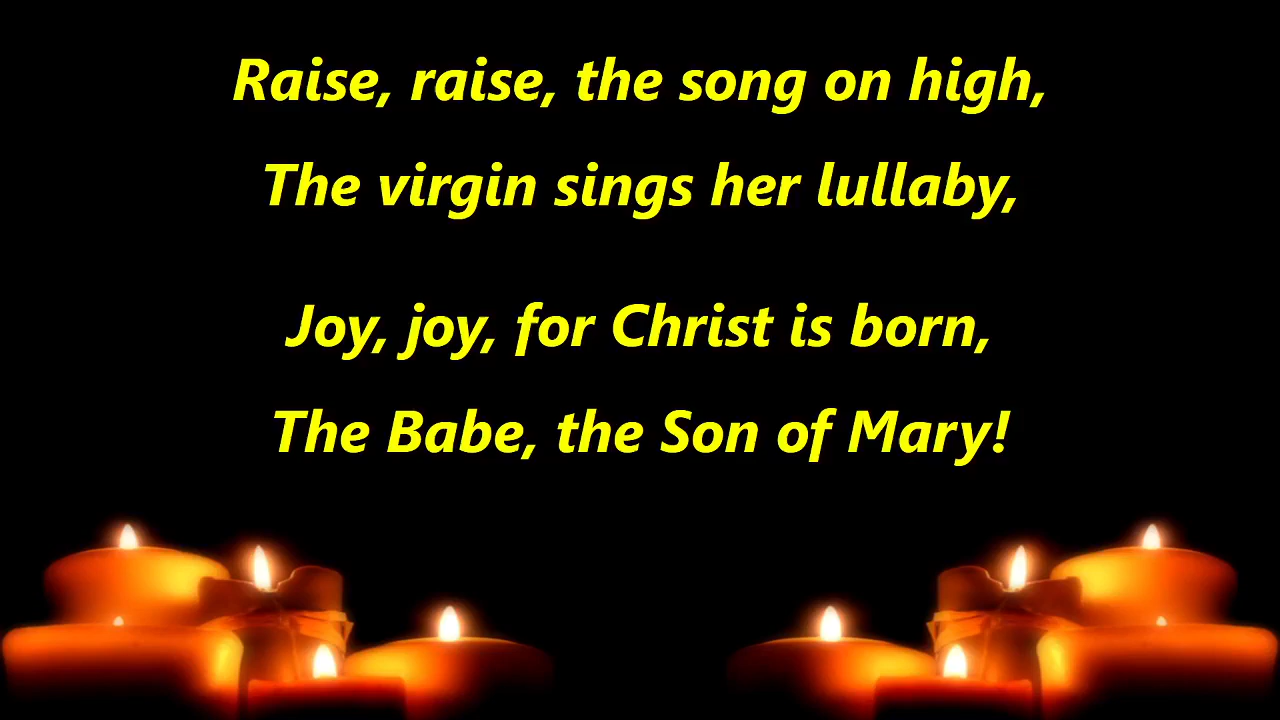 Raise, raise, the song on high,
The virgin sings her lullaby,
Joy, joy, for Christ is born,
The Babe, the Son of Mary!